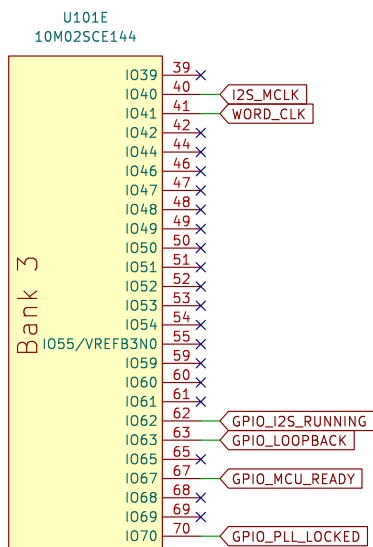 U101E
10M02SCE144
IO39 39
IO40 40 I2S_MCLK
IO41 41 WORD_CLK
IO42 42
IO44 44
IO46 46
IO47 47
IO48 48
IO49 49
IO50 50
IO51 51
IO52 52
IO53 53
IO54 54
IO55/VREFB3N0 55
IO59 59
IO60 60
IO61 61
IO62 62 GPIO_I2S_RUNNING
IO63 63 GPIO_LOOPBACK
IO65 65
IO67 67 GPIO_MCU_READY
IO68 68
IO69 69
IO70 70 GPIO_PLL_LOCKED
Bank 3